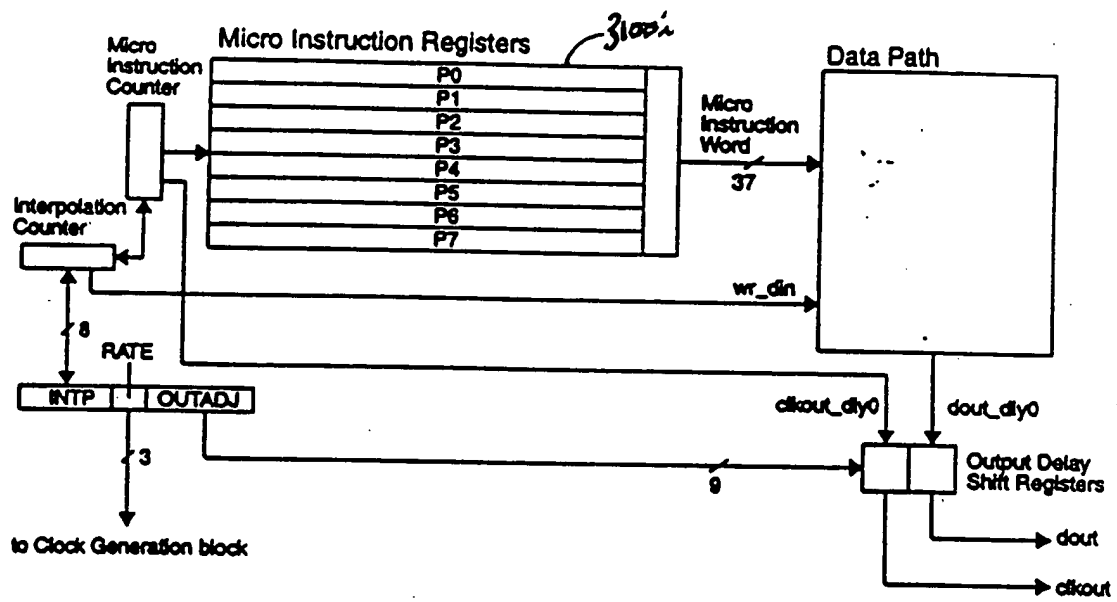 Micro
Instruction
Counter
Micro Instruction Registers
P0
P1
P2
P3
P4
P5
P6
P7
Micro
Instruction
Word
37
Data Path
Interpolation
Counter
wr_din
8
RATE
INTP
OUTADJ
clkout_dly0
dout_dly0
3
9
Output Delay
Shift Registers
to Clock Generation block
dout
clkout